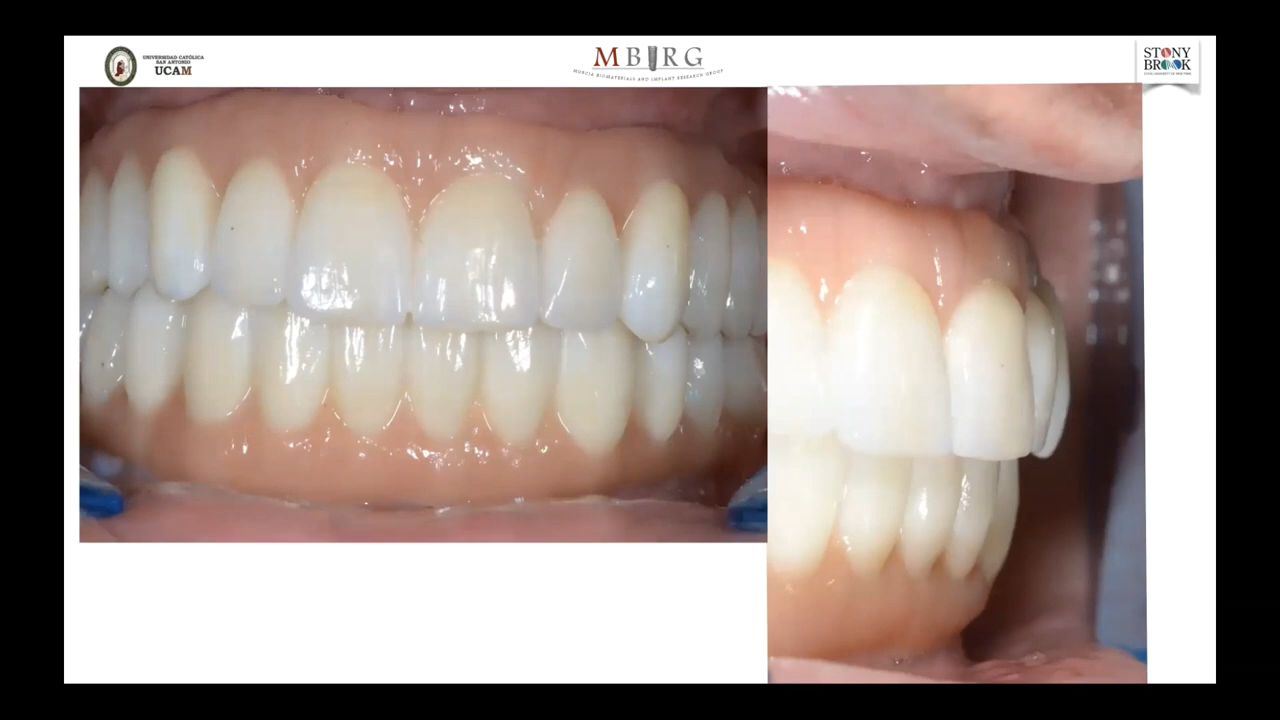 UNIVERSIDAD CATÓLICA
SAN ANTONIO
UCAM
MBIRG
MURCIA BIOMATERIALS AND IMPLANT RESEARCH GROUP
STONY
BROOK